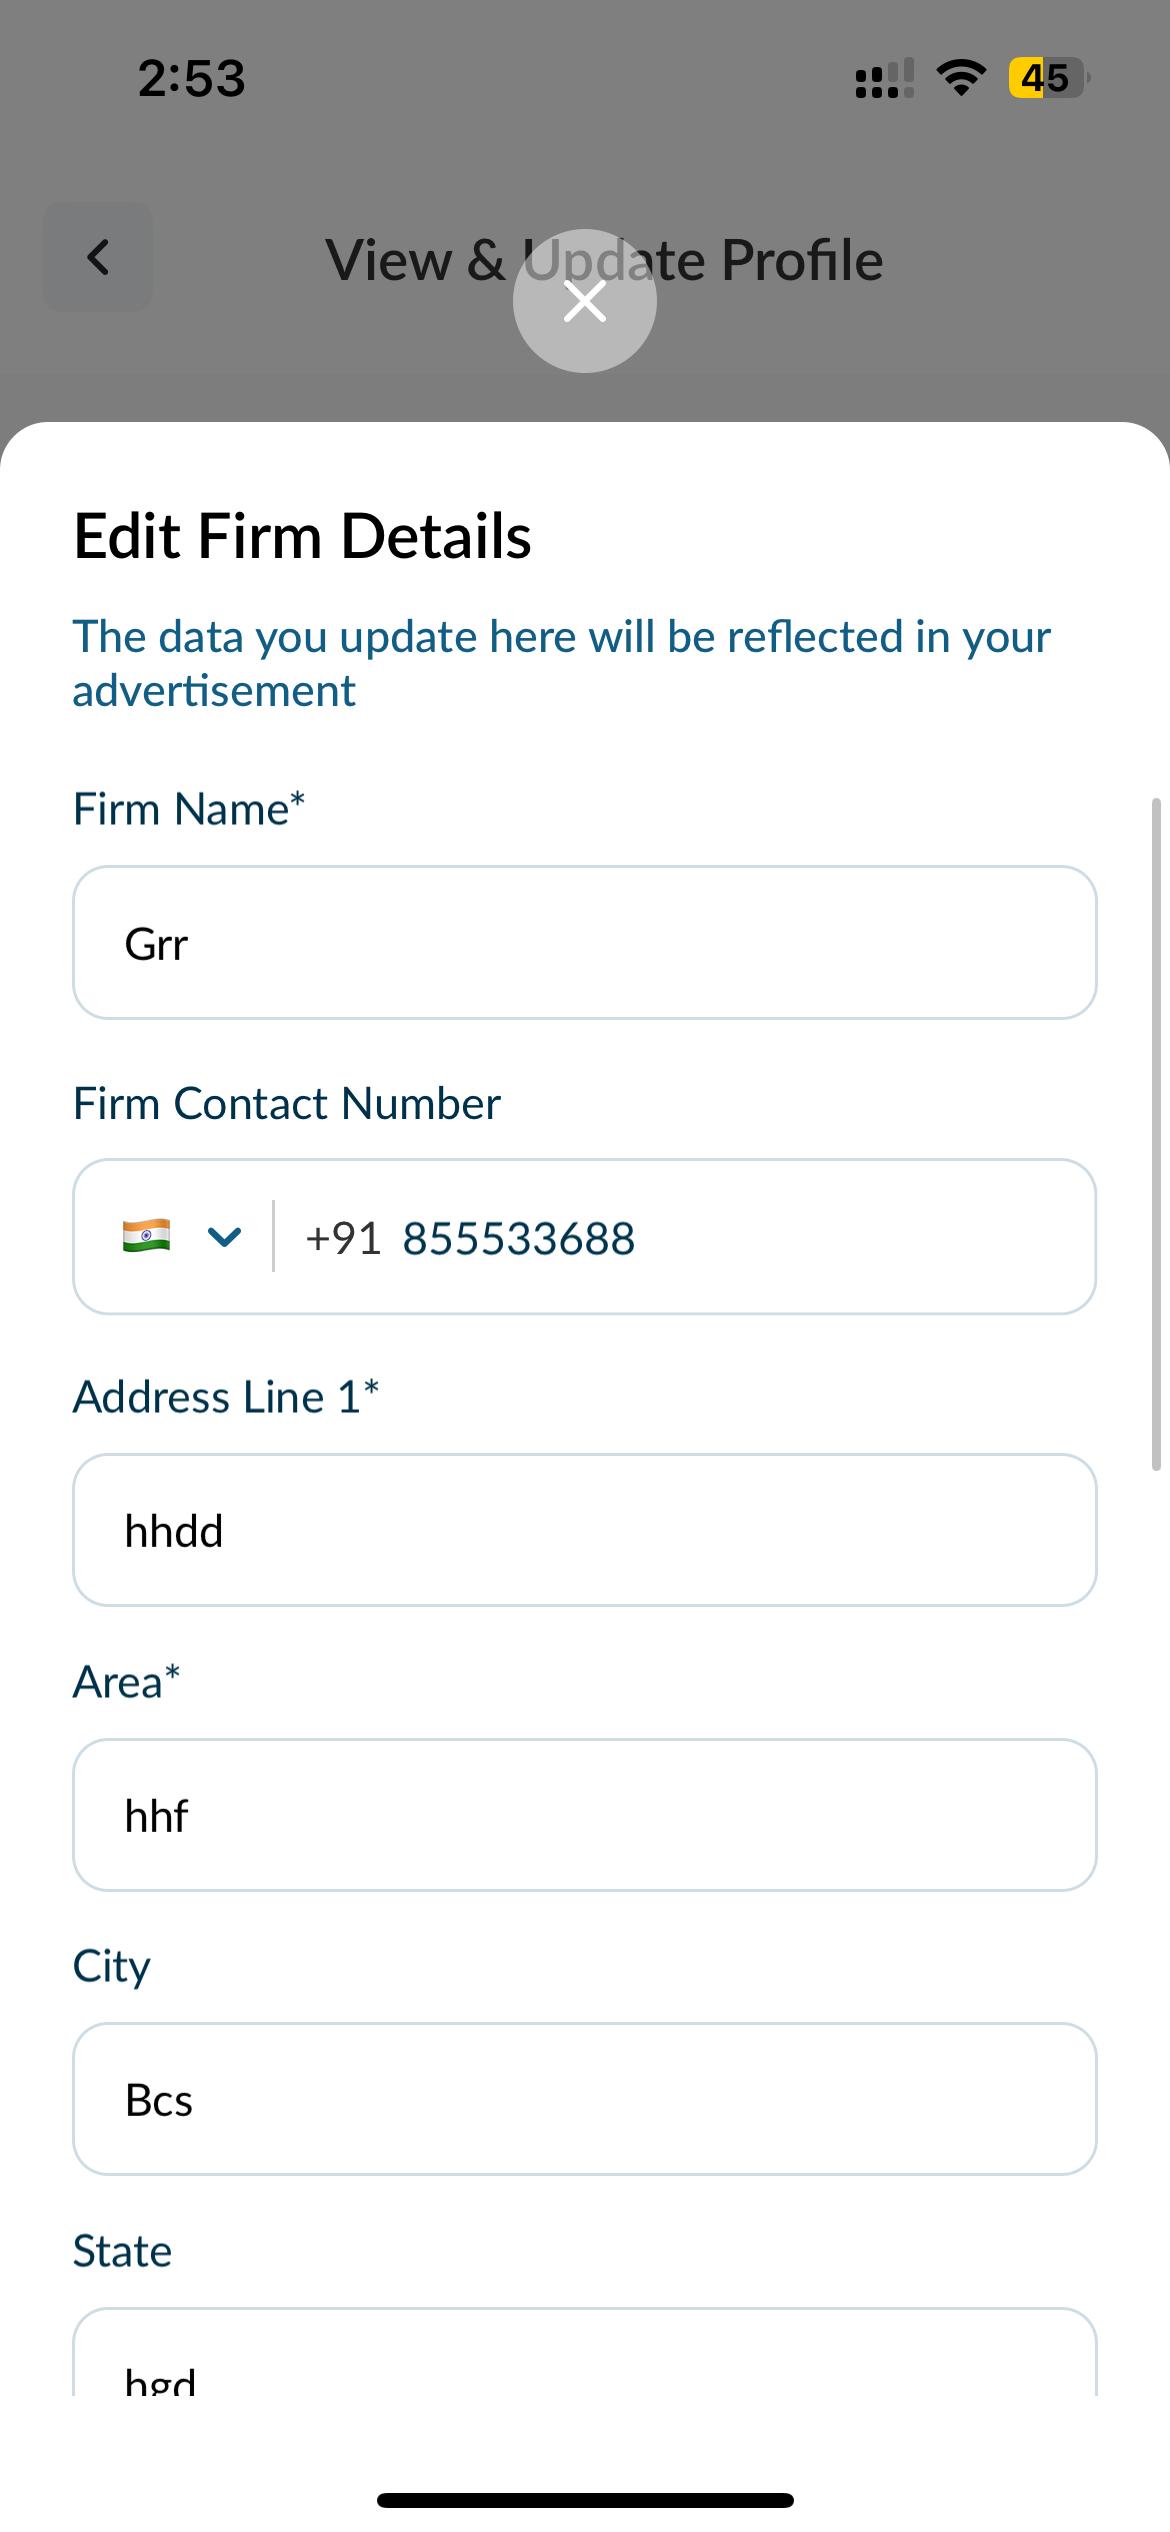 2:53
45
View & Update Profile
Edit Firm Details
The data you update here will be reflected in your
advertisement
Firm Name*
Grr
Firm Contact Number
+91 855533688
Address Line 1*
hhdd
Area*
hhf
City
Bcs
State
hgd